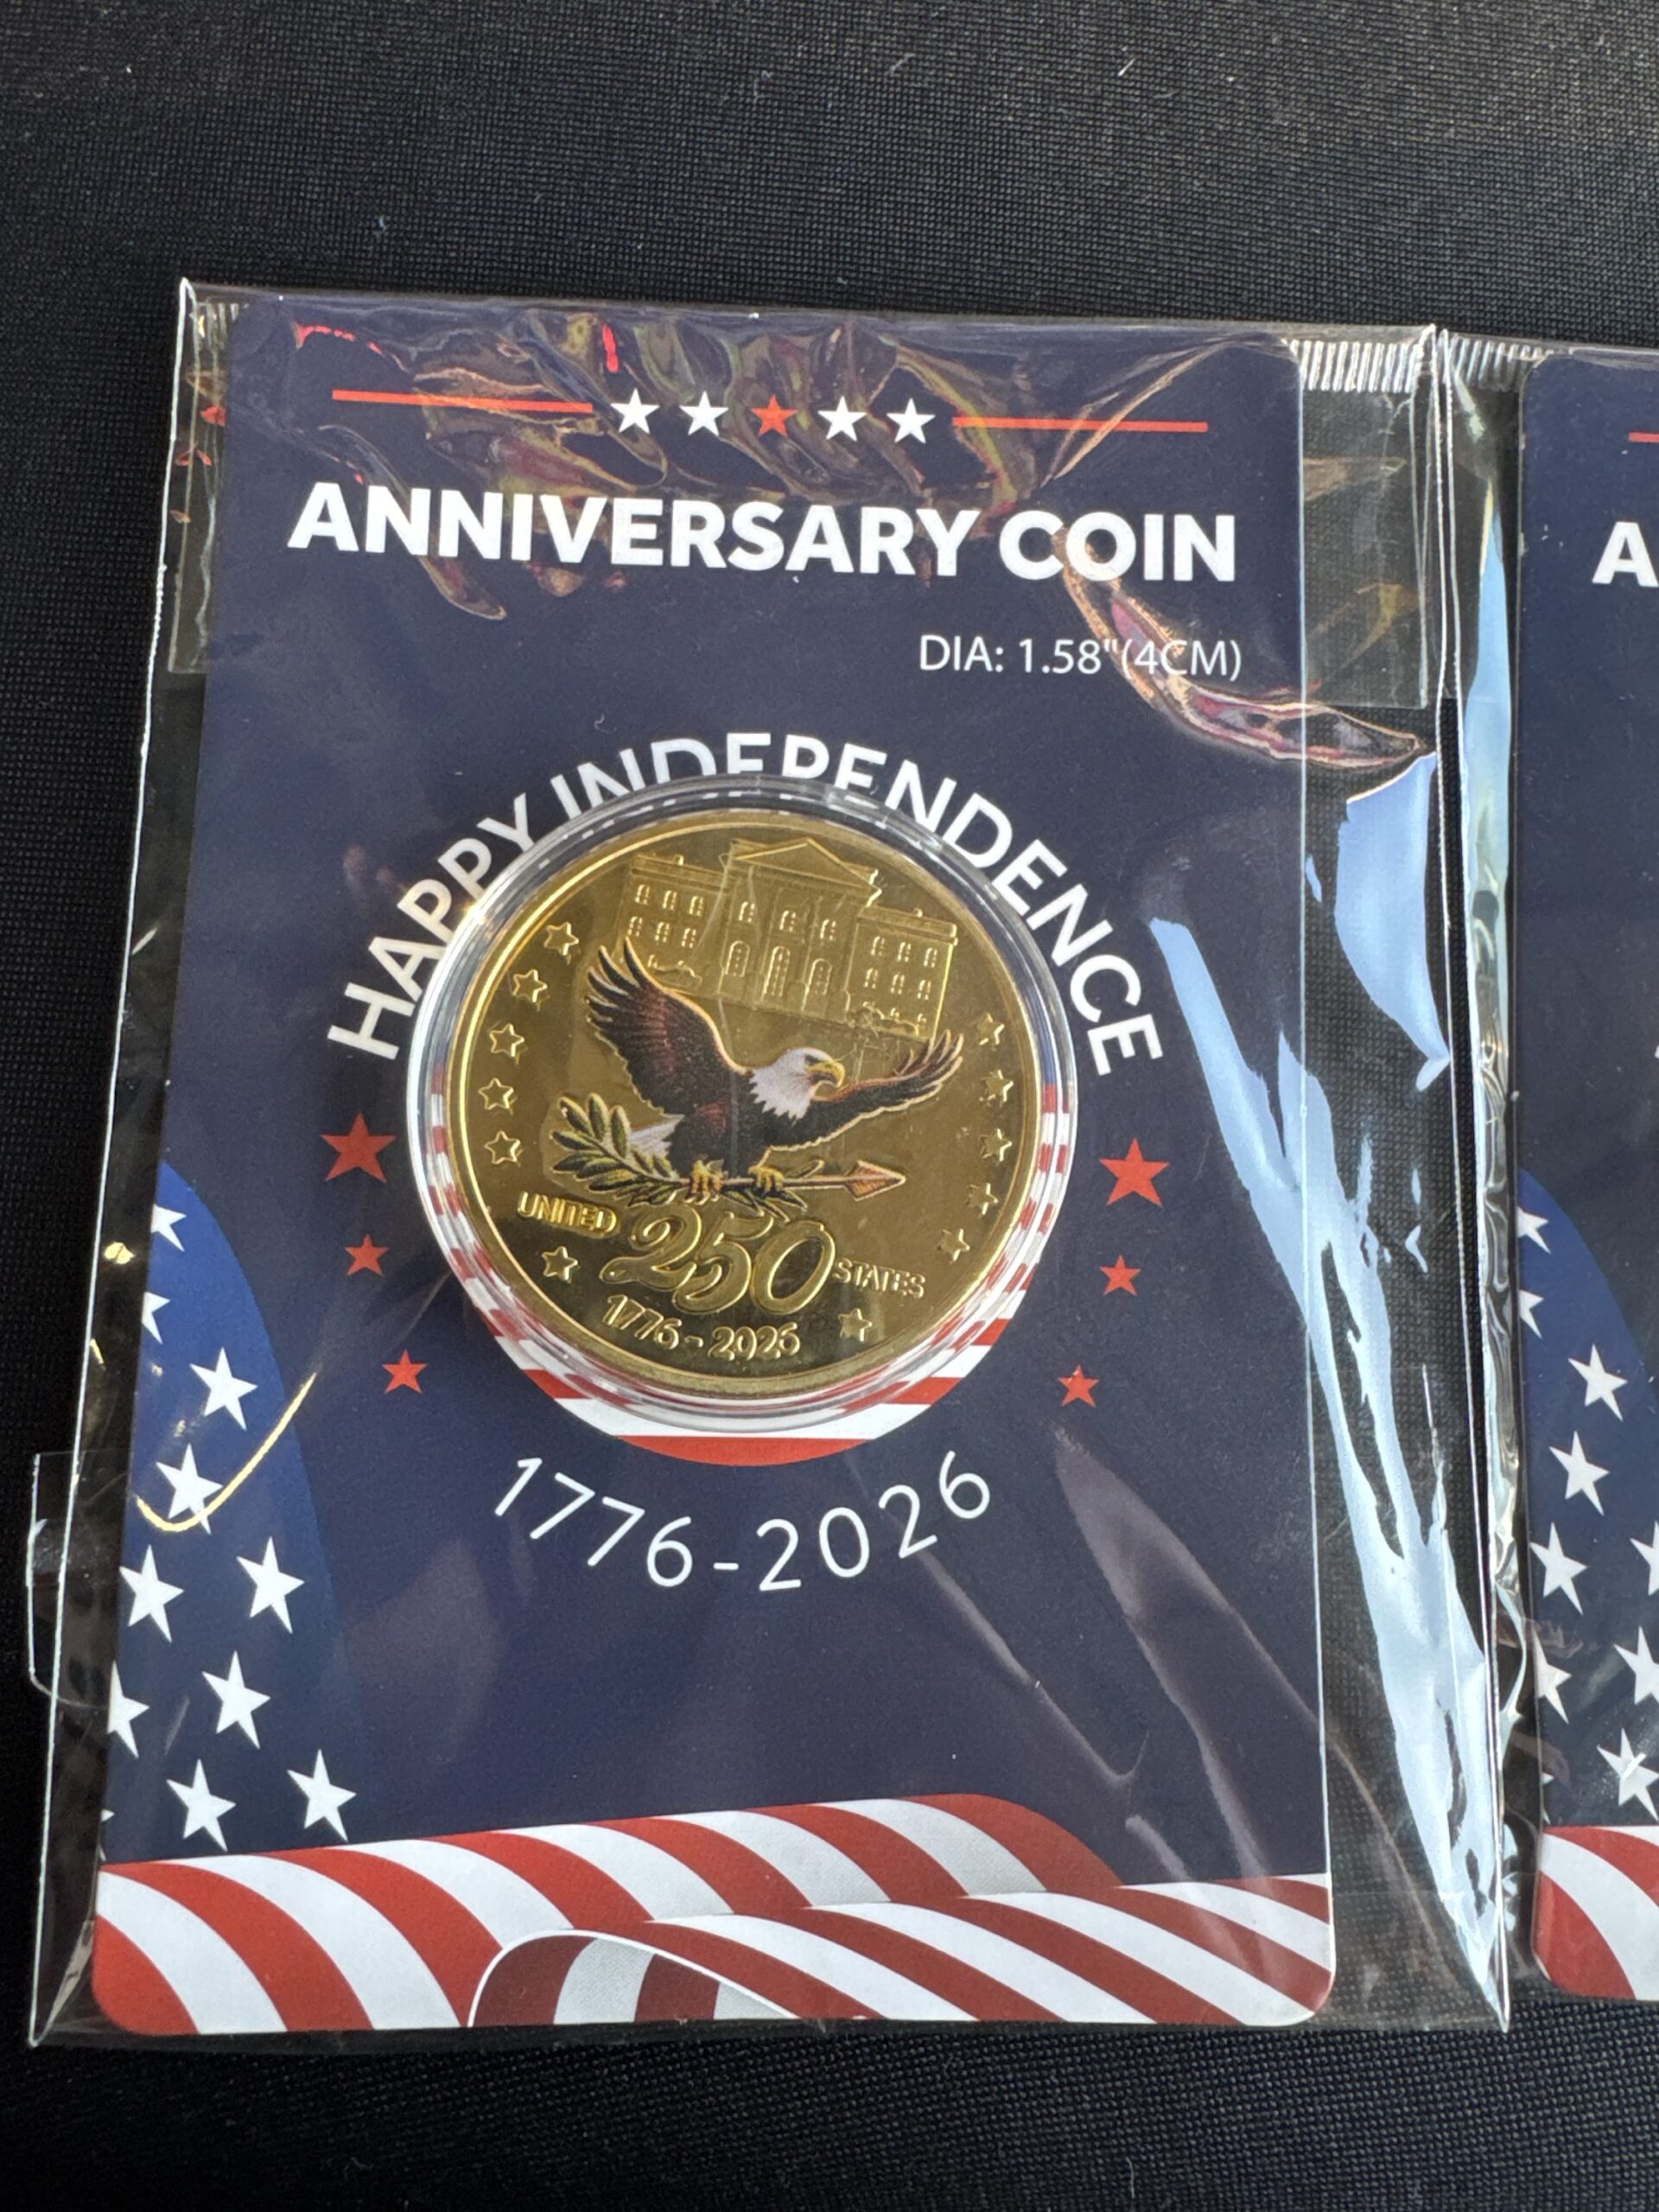 ANNIVERSARY COIN
DIA: 1.58"(4CM)
HAPPY INDEPENDENCE
UNITED 250 STATES
1776-2026
1776-2026
A